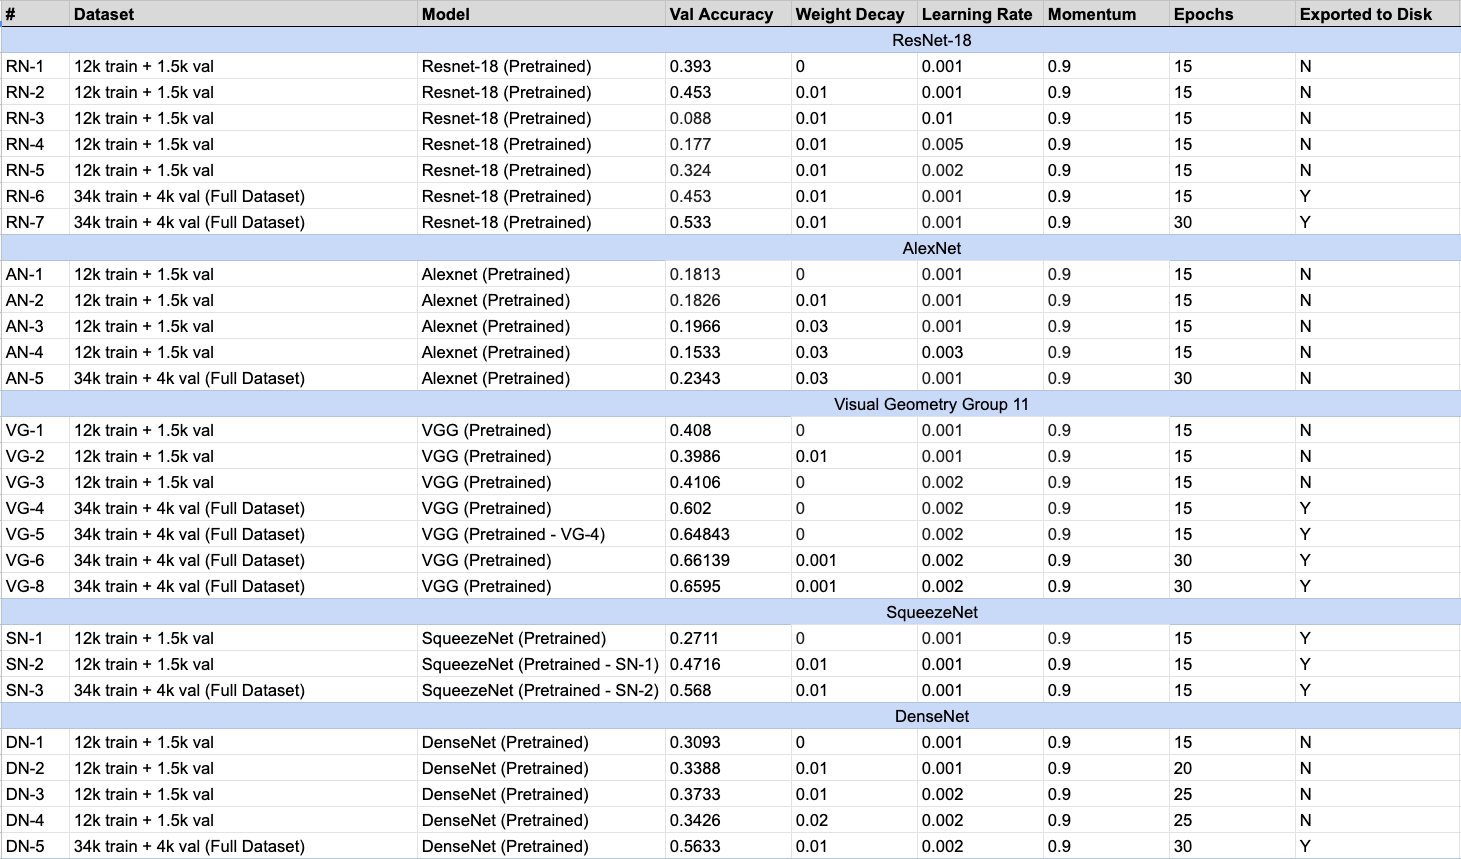 # Dataset Model Val Accuracy Weight Decay Learning Rate Momentum Epochs Exported to Disk
ResNet-18
RN-1 12k train + 1.5k val Resnet-18 (Pretrained) 0.393 0 0.001 0.9 15 N
RN-2 12k train + 1.5k val Resnet-18 (Pretrained) 0.453 0.01 0.001 0.9 15 N
RN-3 12k train + 1.5k val Resnet-18 (Pretrained) 0.088 0.01 0.01 0.9 15 N
RN-4 12k train + 1.5k val Resnet-18 (Pretrained) 0.177 0.01 0.005 0.9 15 N
RN-5 12k train + 1.5k val Resnet-18 (Pretrained) 0.324 0.01 0.002 0.9 15 N
RN-6 34k train + 4k val (Full Dataset) Resnet-18 (Pretrained) 0.453 0.01 0.001 0.9 15 Y
RN-7 34k train + 4k val (Full Dataset) Resnet-18 (Pretrained) 0.533 0.01 0.001 0.9 30 Y
AlexNet
AN-1 12k train + 1.5k val Alexnet (Pretrained) 0.1813 0 0.001 0.9 15 N
AN-2 12k train + 1.5k val Alexnet (Pretrained) 0.1826 0.01 0.001 0.9 15 N
AN-3 12k train + 1.5k val Alexnet (Pretrained) 0.1966 0.03 0.001 0.9 15 N
AN-4 12k train + 1.5k val Alexnet (Pretrained) 0.1533 0.03 0.003 0.9 15 N
AN-5 34k train + 4k val (Full Dataset) Alexnet (Pretrained) 0.2343 0.03 0.001 0.9 30 N
Visual Geometry Group 11
VG-1 12k train + 1.5k val VGG (Pretrained) 0.408 0 0.001 0.9 15 N
VG-2 12k train + 1.5k val VGG (Pretrained) 0.3986 0.01 0.001 0.9 15 N
VG-3 12k train + 1.5k val VGG (Pretrained) 0.4106 0 0.002 0.9 15 N
VG-4 34k train + 4k val (Full Dataset) VGG (Pretrained) 0.602 0 0.002 0.9 15 Y
VG-5 34k train + 4k val (Full Dataset) VGG (Pretrained - VG-4) 0.64843 0 0.002 0.9 15 Y
VG-6 34k train + 4k val (Full Dataset) VGG (Pretrained) 0.66139 0.001 0.002 0.9 30 Y
VG-8 34k train + 4k val (Full Dataset) VGG (Pretrained) 0.6595 0.001 0.002 0.9 30 Y
SqueezeNet
SN-1 12k train + 1.5k val SqueezeNet (Pretrained) 0.2711 0 0.001 0.9 15 Y
SN-2 12k train + 1.5k val SqueezeNet (Pretrained - SN-1) 0.4716 0.01 0.001 0.9 15 Y
SN-3 34k train + 4k val (Full Dataset) SqueezeNet (Pretrained - SN-2) 0.568 0.01 0.001 0.9 15 Y
DenseNet
DN-1 12k train + 1.5k val DenseNet (Pretrained) 0.3093 0 0.001 0.9 15 N
DN-2 12k train + 1.5k val DenseNet (Pretrained) 0.3388 0.01 0.001 0.9 20 N
DN-3 12k train + 1.5k val DenseNet (Pretrained) 0.3733 0.01 0.002 0.9 25 N
DN-4 12k train + 1.5k val DenseNet (Pretrained) 0.3426 0.02 0.002 0.9 25 N
DN-5 34k train + 4k val (Full Dataset) DenseNet (Pretrained) 0.5633 0.01 0.002 0.9 30 Y